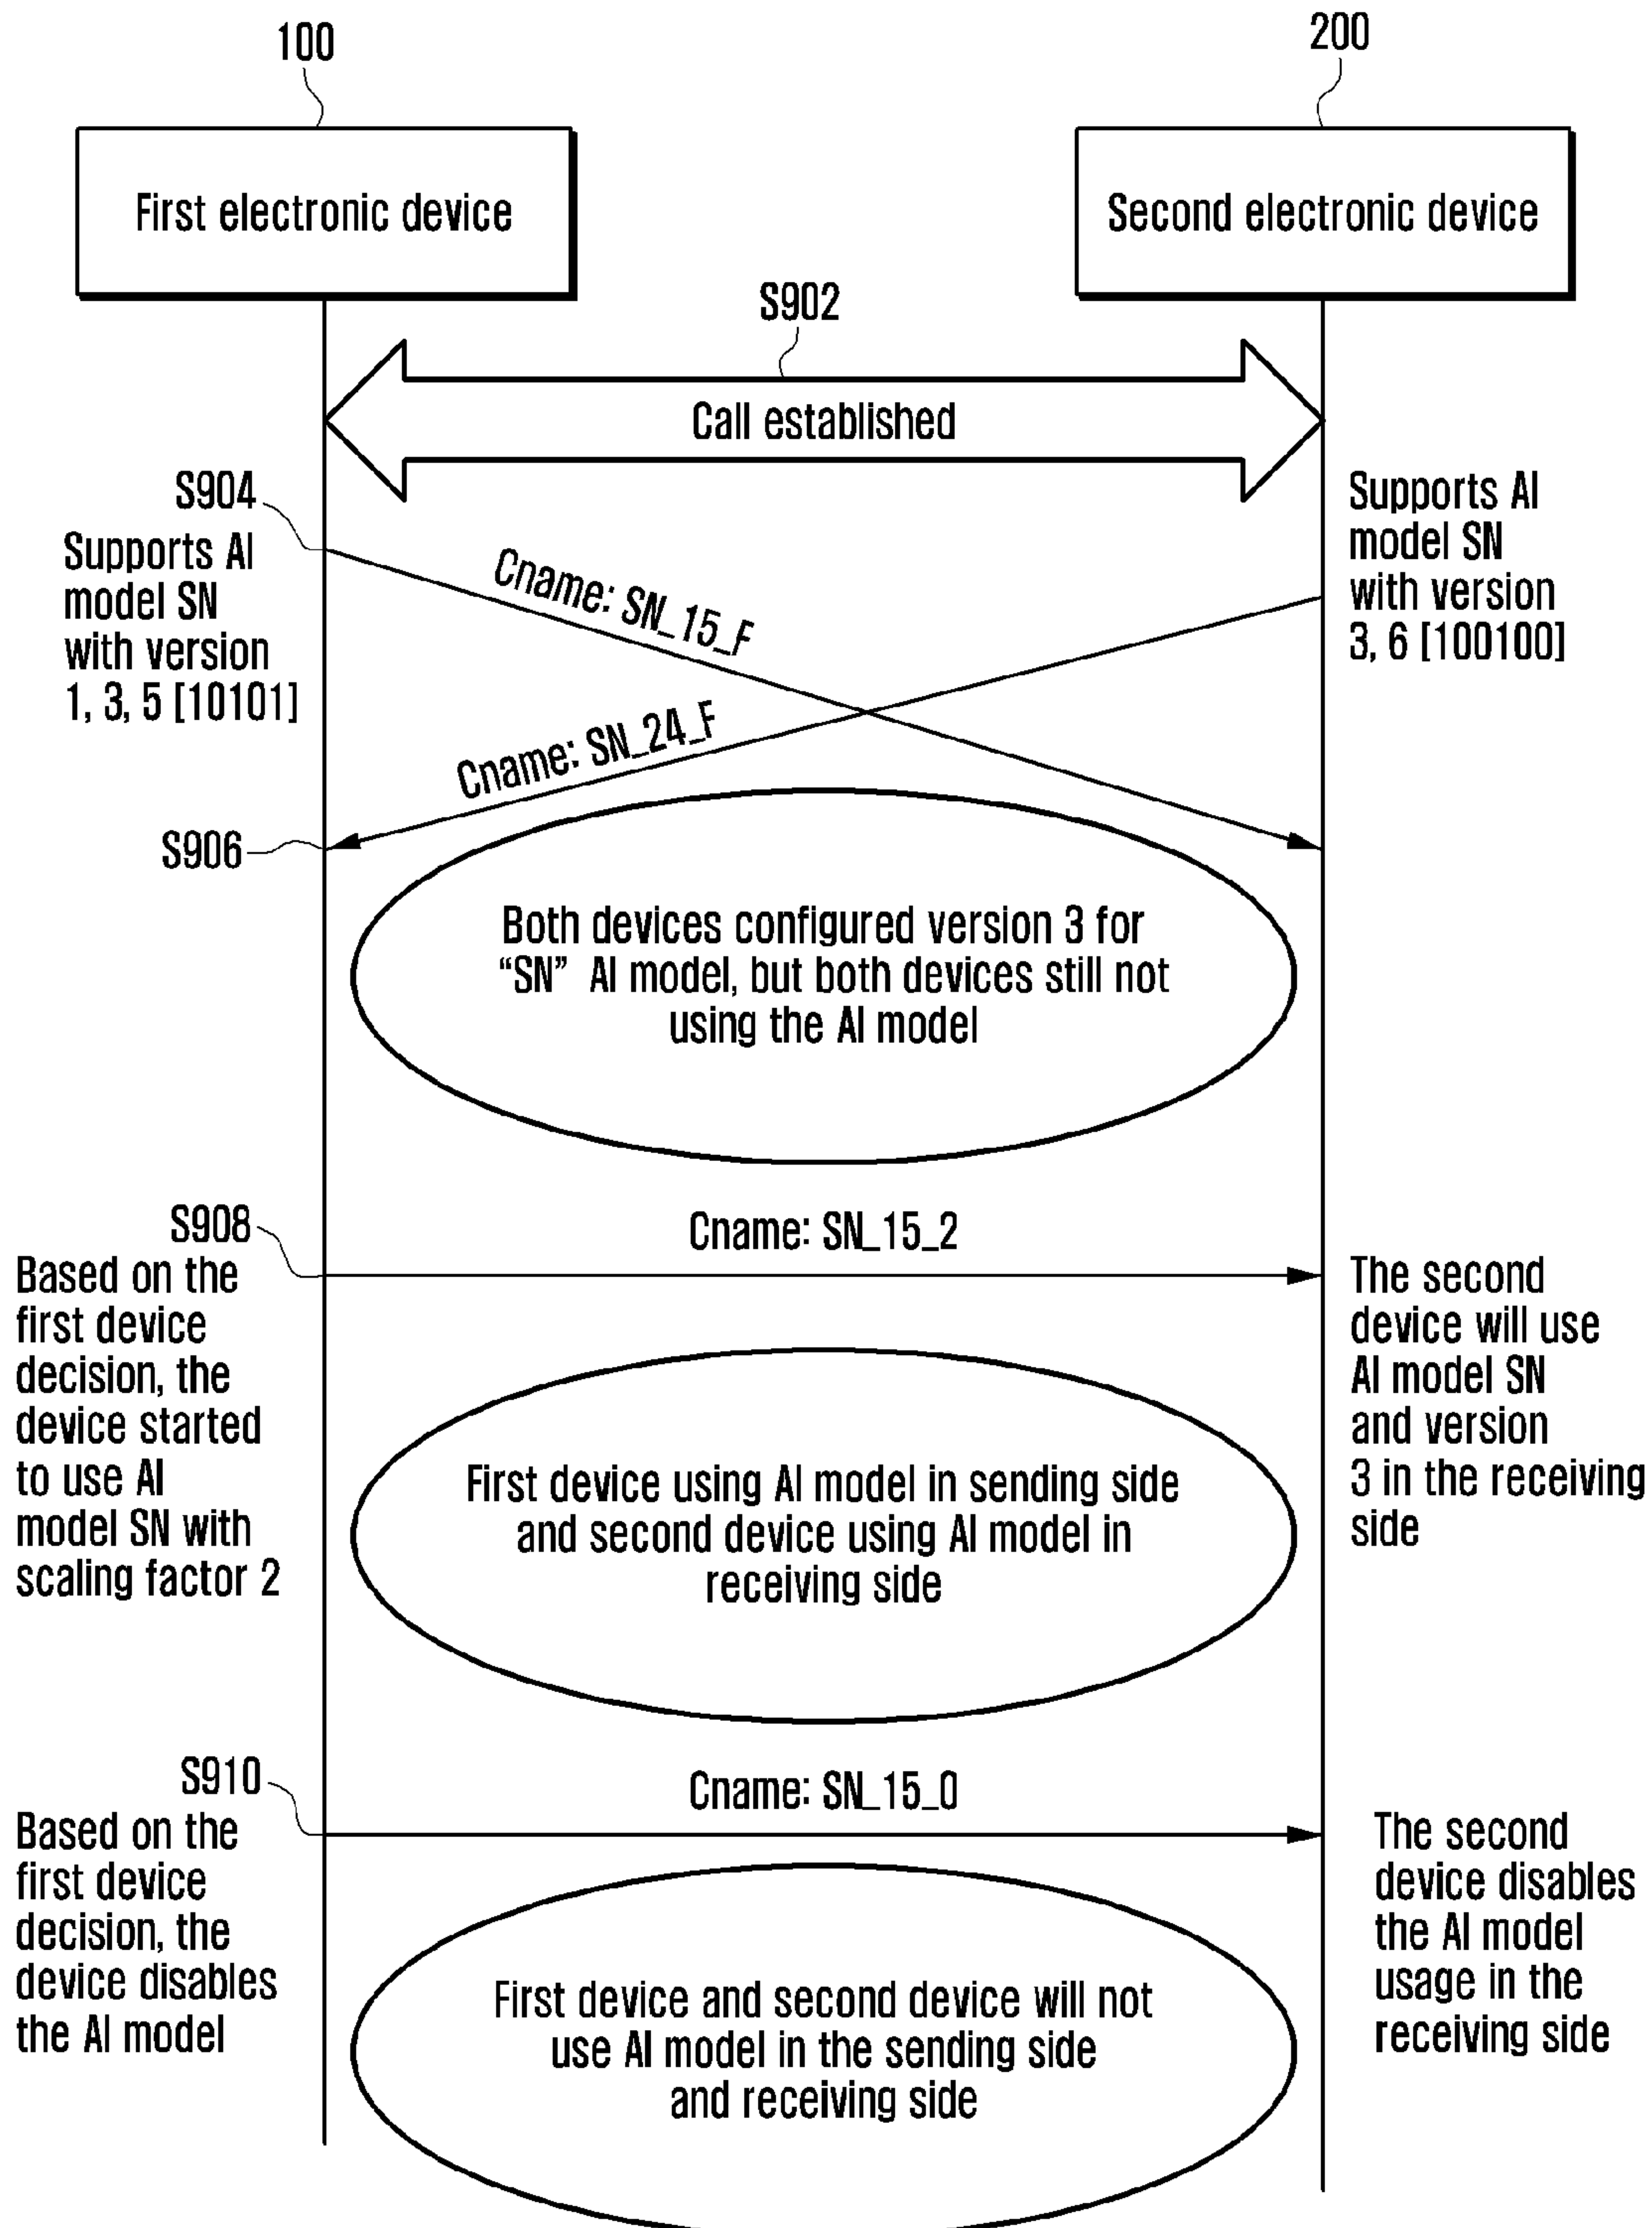 100
200
First electronic device
Second electronic device
S902
Call established
S904
Supports AI
model SN
with version
1, 3, 5 [10101]
Supports AI
model SN
with version
3, 6 [100100]
Cname: SN_15_F
Cname: SN_24_F
S906
Both devices configured version 3 for
“SN” AI model, but both devices still not
using the AI model
S908
Cname: SN_15_2
Based on the
first device
decision, the
device started
to use AI
model SN with
scaling factor 2
The second
device will use
AI model SN
and version
3 in the receiving
side
First device using AI model in sending side
and second device using AI model in
receiving side
S910
Cname: SN_15_0
Based on the
first device
decision, the
device disables
the AI model
The second
device disables
the AI model
usage in the
receiving side
First device and second device will not
use AI model in the sending side
and receiving side